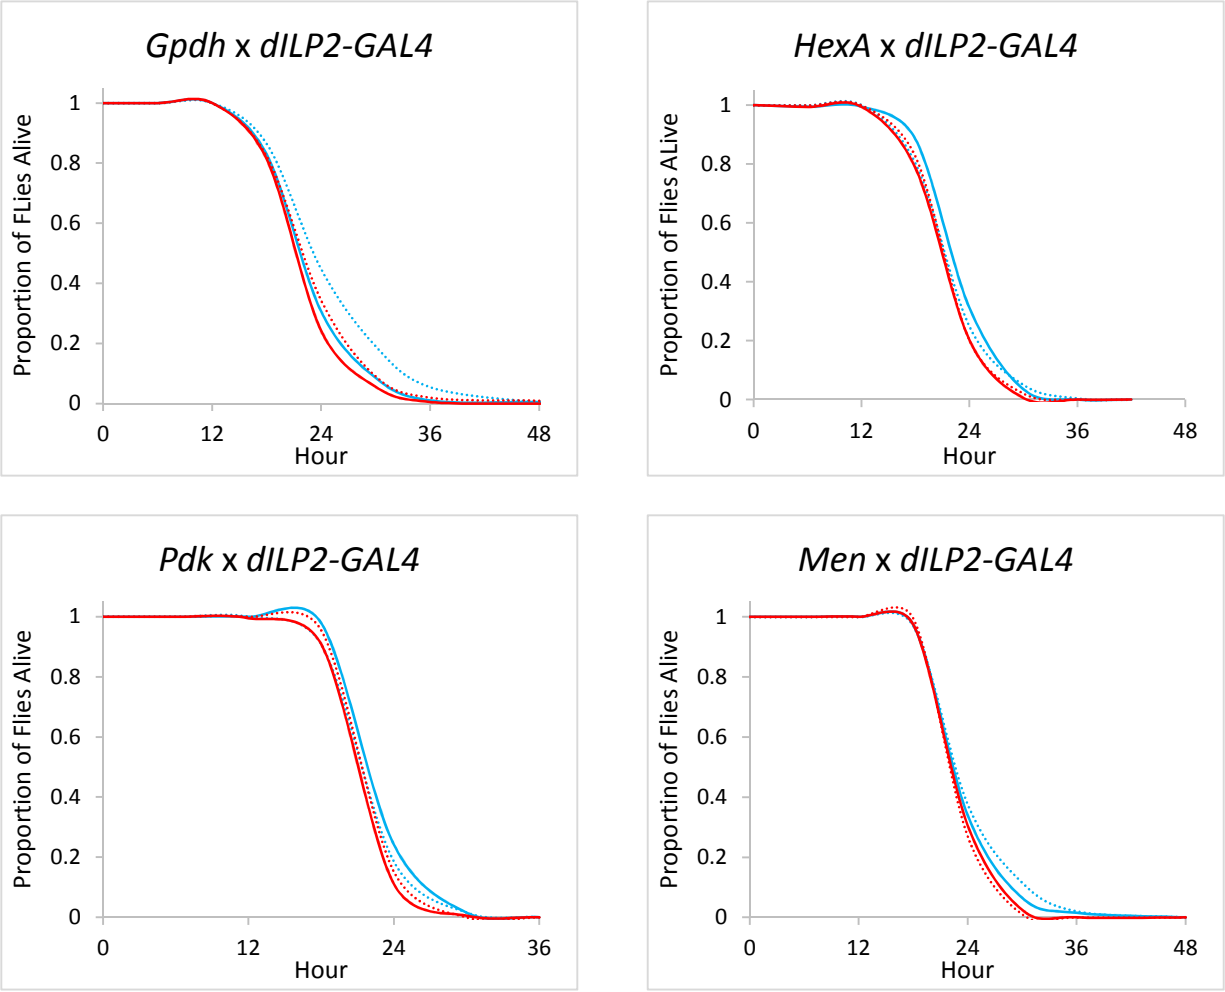 Gpdh x dILP2-GAL4
Proportion of FLies Alive
1
0.8
0.6
0.4
0.2
0
0 12 24 36 48
Hour
HexA x dILP2-GAL4
Proportion of Flies ALive
1
0.8
0.6
0.4
0.2
0
0 12 24 36 48
Hour
Pdk x dILP2-GAL4
Proportion of Flies Alive
1
0.8
0.6
0.4
0.2
0
0 12 24 36
Hour
Men x dILP2-GAL4
Proportino of Flies Alive
1
0.8
0.6
0.4
0.2
0
0 12 24 36 48
Hour